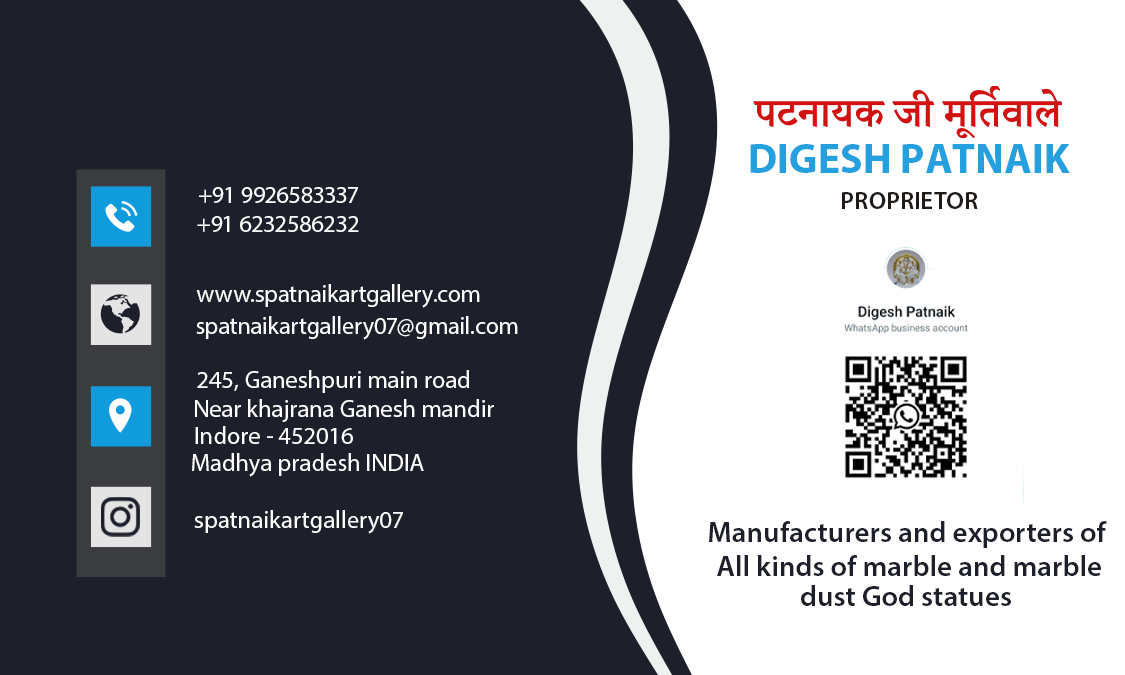 +91 9926583337
+91 6232586232
www.spatnaikartgallery.com
spatnaikartgallery07@gmail.com
245, Ganeshpuri main road
Near khajrana Ganesh mandir
Indore - 452016
Madhya pradesh INDIA
spatnaikartgallery07
पटनायक जी मूर्तिवाले
DIGESH PATNAIK
PROPRIETOR
Digesh Patnaik
WhatsApp business account
Manufacturers and exporters of
All kinds of marble and marble
dust God statues